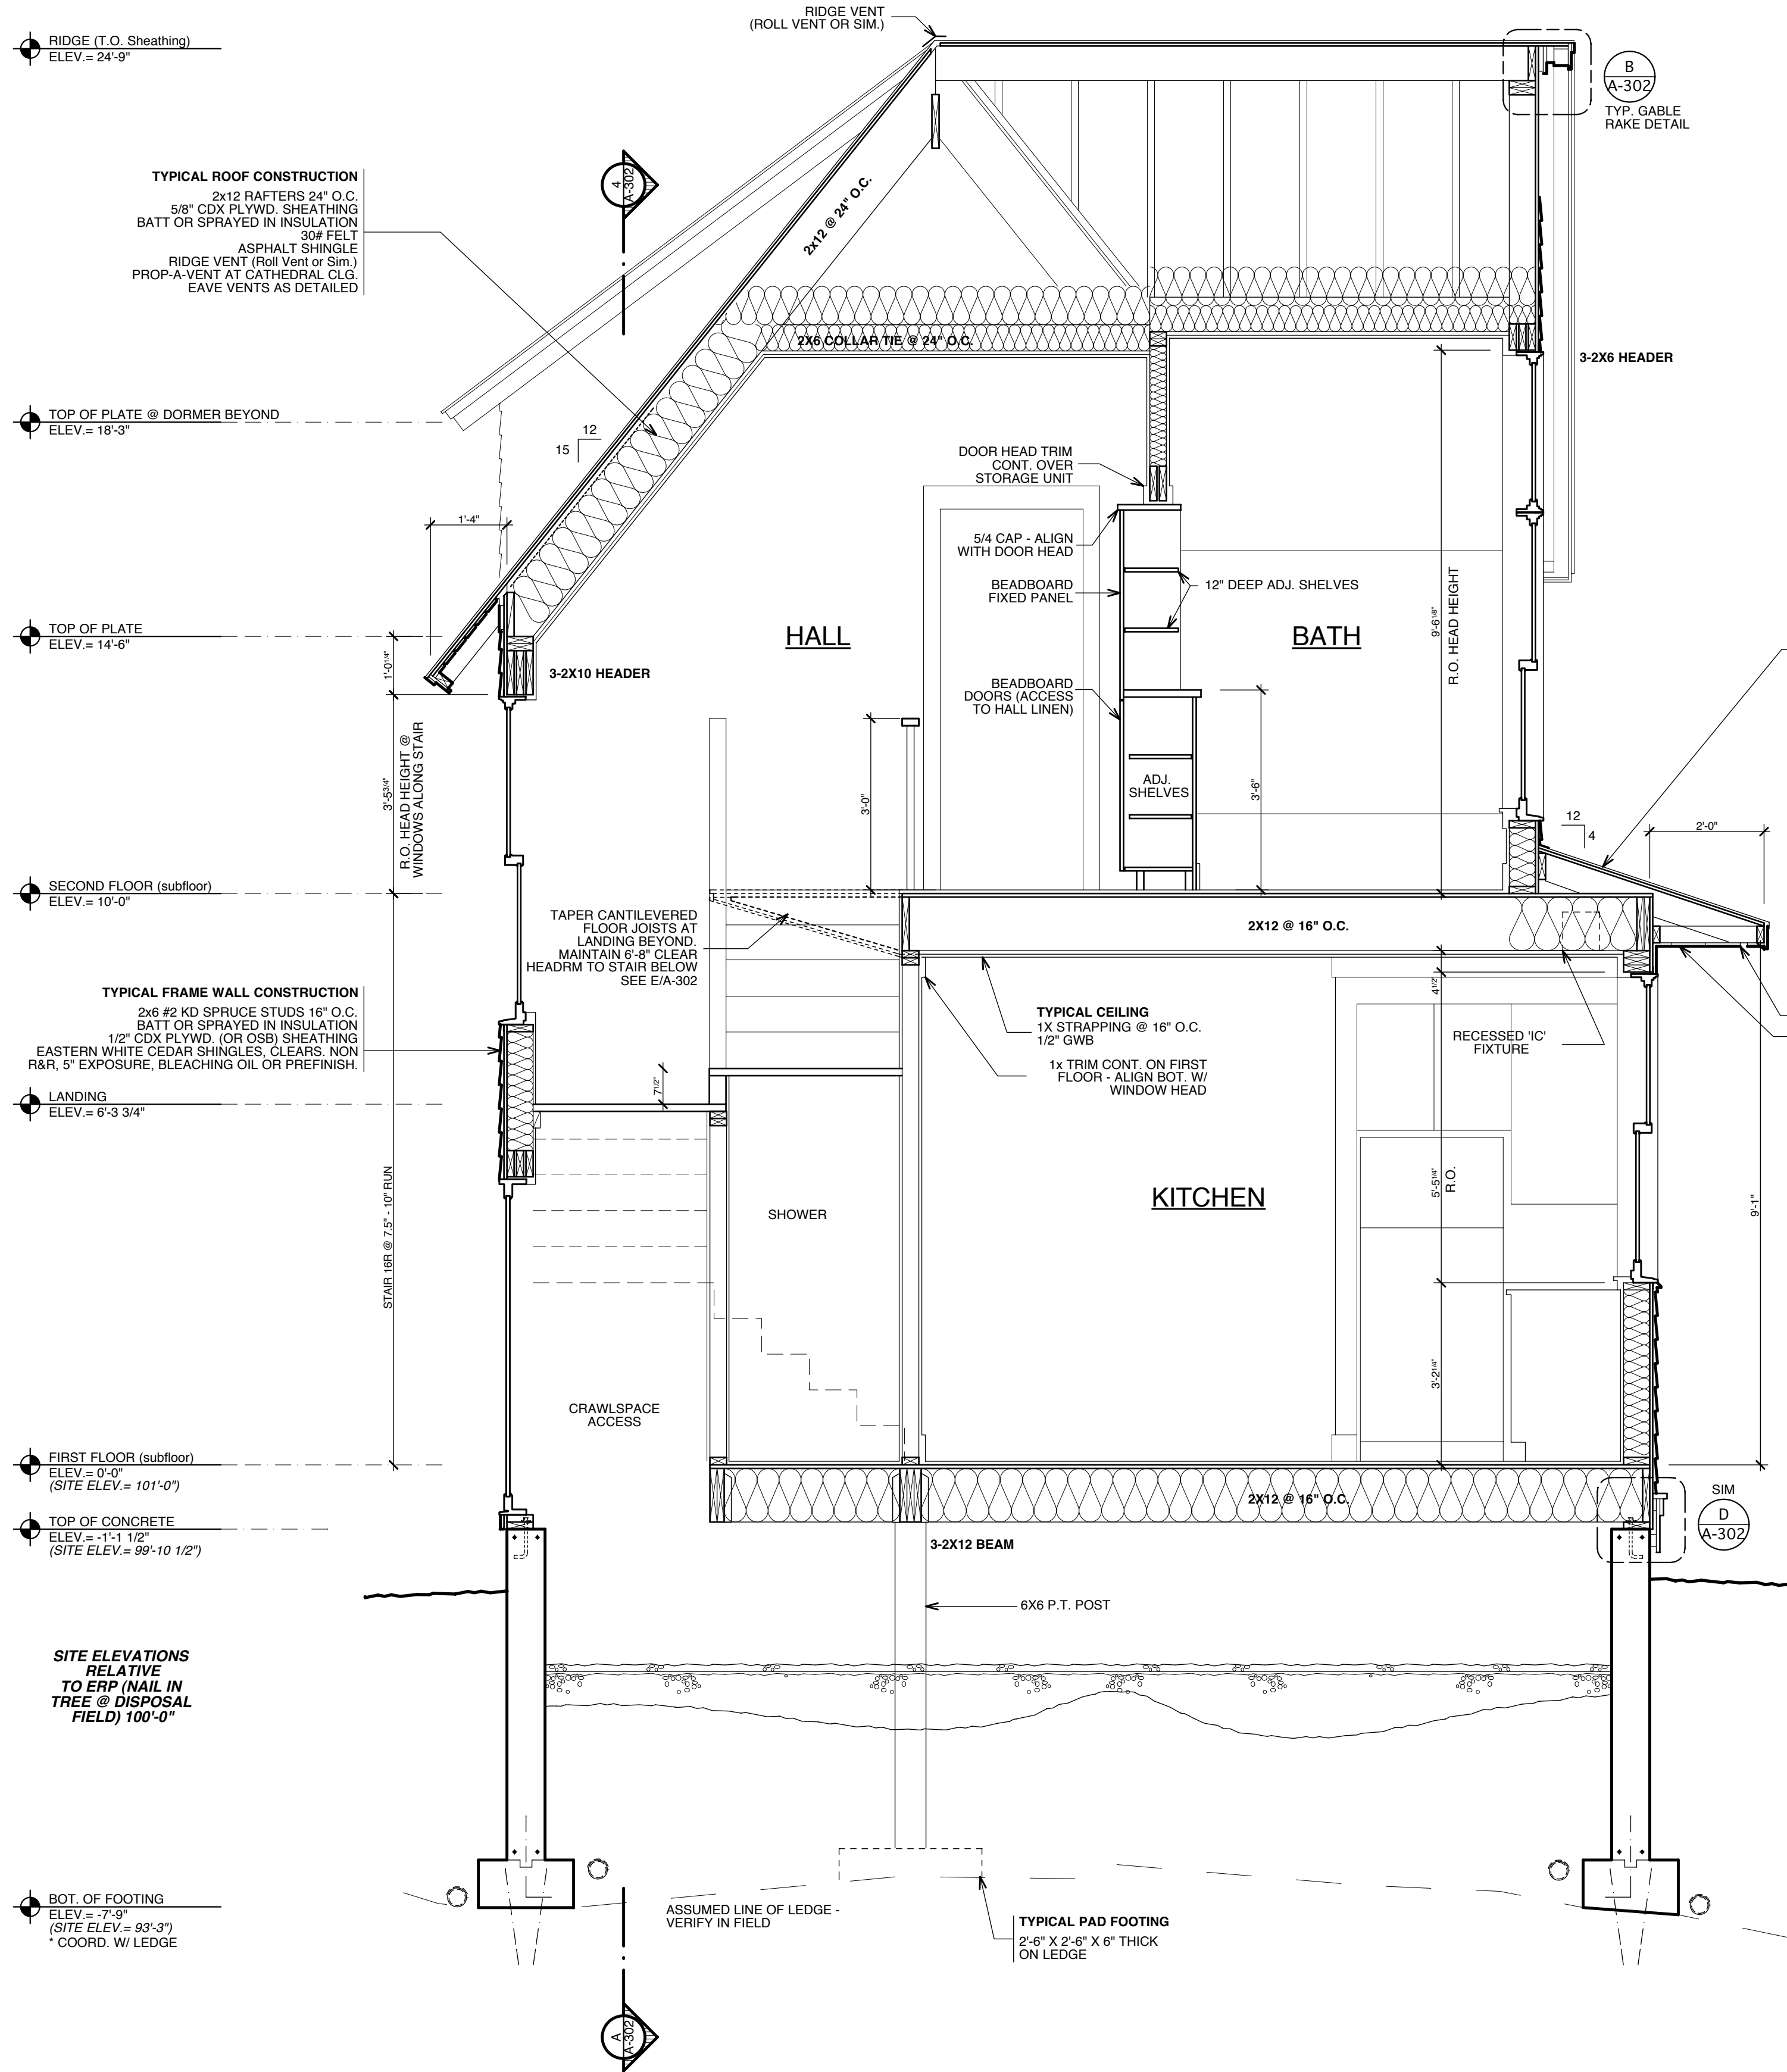 RIDGE VENT
(ROLL VENT OR SIM.)
RIDGE (T.O. Sheathing)
ELEV.= 24'-9"
B
A-302
TYP. GABLE
RAKE DETAIL
4
A-302
TYPICAL ROOF CONSTRUCTION
2x12 RAFTERS 24" O.C.
5/8" CDX PLYWD. SHEATHING
BATT OR SPRAYED IN INSULATION
30# FELT
ASPHALT SHINGLE
RIDGE VENT (Roll Vent or Sim.)
PROP-A-VENT AT CATHEDRAL CLG.
EAVE VENTS AS DETAILED
2x12 @ 24" O.C.
2X6 COLLAR TIE @ 24" O.C.
3-2X6 HEADER
TOP OF PLATE @ DORMER BEYOND
ELEV.= 18'-3"
12
15
DOOR HEAD TRIM
CONT. OVER
STORAGE UNIT
1'-4"
5/4 CAP - ALIGN
WITH DOOR HEAD
BEADBOARD
FIXED PANEL
12" DEEP ADJ. SHELVES
9'-6 1/8"
R.O. HEAD HEIGHT
TOP OF PLATE
ELEV.= 14'-6"
HALL
BATH
1'-0 1/4"
3-2X10 HEADER
BEADBOARD
DOORS (ACCESS
TO HALL LINEN)
3'-5 3/4"
R.O. HEAD HEIGHT @
WINDOWS ALONG STAIR
3'-0"
ADJ.
SHELVES
3'-6"
12
4
2'-0"
SECOND FLOOR (subfloor)
ELEV.= 10'-0"
TAPER CANTILEVERED
FLOOR JOISTS AT
LANDING BEYOND.
MAINTAIN 6'-8" CLEAR
HEADRM TO STAIR BELOW
SEE E/A-302
2X12 @ 16" O.C.
TYPICAL FRAME WALL CONSTRUCTION
2x6 #2 KD SPRUCE STUDS 16" O.C.
BATT OR SPRAYED IN INSULATION
1/2" CDX PLYWD. (OR OSB) SHEATHING
EASTERN WHITE CEDAR SHINGLES, CLEARS. NON
R&R, 5" EXPOSURE, BLEACHING OIL OR PREFINISH.
TYPICAL CEILING
1X STRAPPING @ 16" O.C.
1/2" GWB
1x TRIM CONT. ON FIRST
FLOOR - ALIGN BOT. W/
WINDOW HEAD
4 1/2"
RECESSED 'IC'
FIXTURE
7 1/2"
LANDING
ELEV.= 6'-3 3/4"
STAIR 16R @ 7.5" - 10" RUN
SHOWER
KITCHEN
5'-5 1/4"
R.O.
9'-1"
3'-2 1/4"
CRAWLSPACE
ACCESS
FIRST FLOOR (subfloor)
ELEV.= 0'-0"
(SITE ELEV.= 101'-0")
2X12 @ 16" O.C.
SIM
D
A-302
TOP OF CONCRETE
ELEV.= -1'-1 1/2"
(SITE ELEV.= 99'-10 1/2")
3-2X12 BEAM
6X6 P.T. POST
SITE ELEVATIONS
RELATIVE
TO ERP (NAIL IN
TREE @ DISPOSAL
FIELD) 100'-0"
BOT. OF FOOTING
ELEV.= -7'-9"
(SITE ELEV.= 93'-3")
* COORD. W/ LEDGE
ASSUMED LINE OF LEDGE -
VERIFY IN FIELD
TYPICAL PAD FOOTING
2'-6" X 2'-6" X 6" THICK
ON LEDGE
A
A-302